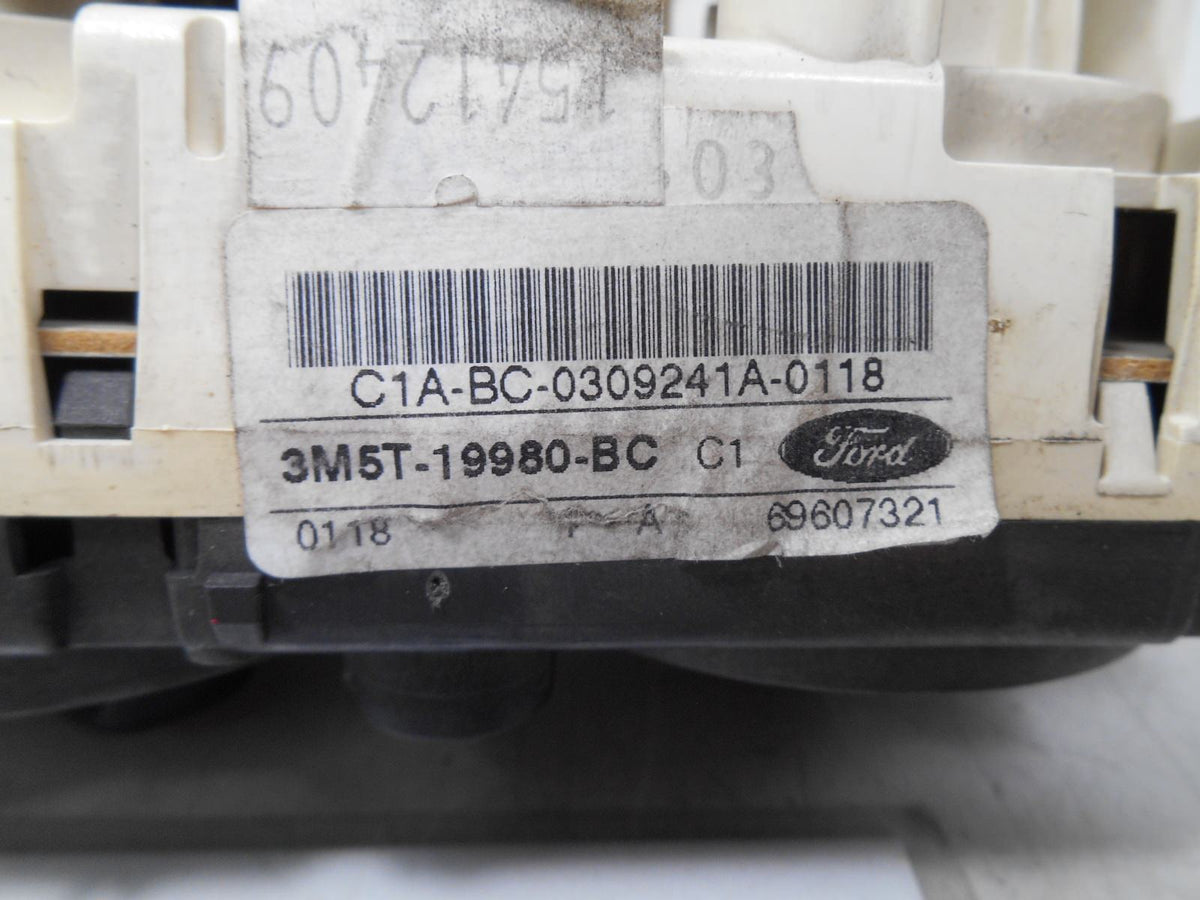 15412409
03
C1A-BC-0309241A-0118
3M5T-19980-BC C1 Ford
0118 A 69607321